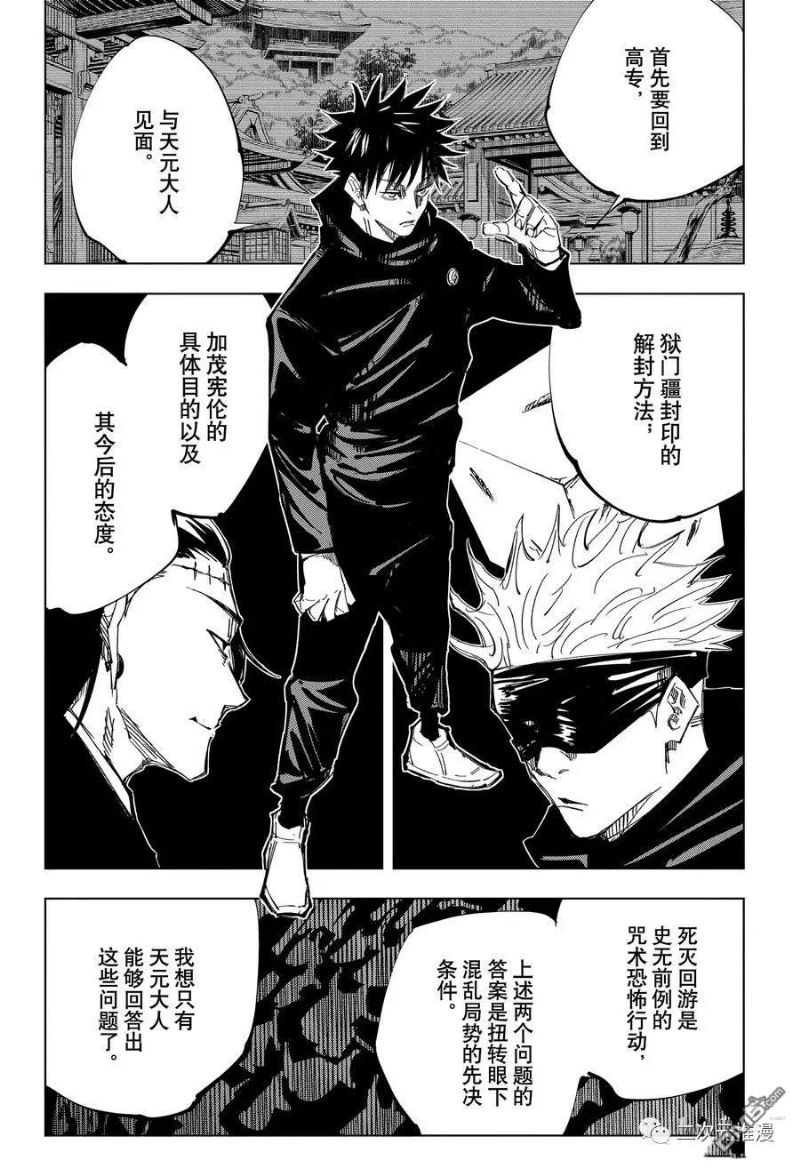 首先要回到
高专，
与天元大人
见面。
狱门疆封印的
解封方法；
加茂宪伦的
具体目的以及
其今后的态度。
死灭回游是
史无前例的
咒术恐怖行动，
上述两个问题的
答案是扭转眼下
混乱局势的先决
条件。
我想只有
天元大人
能够回答出
这些问题了。